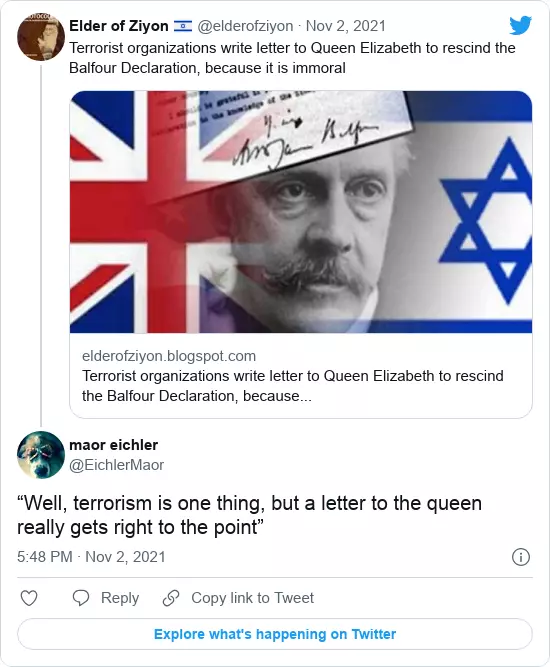 Elder of Ziyon 🇮🇱 @elderofziyon · Nov 2, 2021
Terrorist organizations write letter to Queen Elizabeth to rescind the
Balfour Declaration, because it is immoral
elderofziyon.blogspot.com
Terrorist organizations write letter to Queen Elizabeth to rescind
the Balfour Declaration, because...
maor eichler
@EichlerMaor
“Well, terrorism is one thing, but a letter to the queen
really gets right to the point”
5:48 PM · Nov 2, 2021
Reply
Copy link to Tweet
Explore what's happening on Twitter